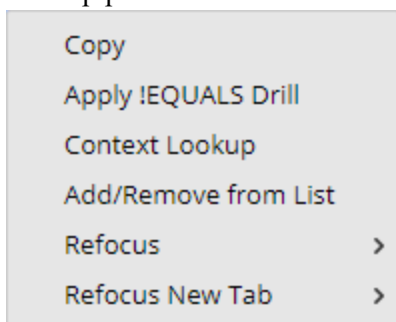 Copy
Apply !EQUALS Drill
Context Lookup
Add/Remove from List
Refocus
Refocus New Tab